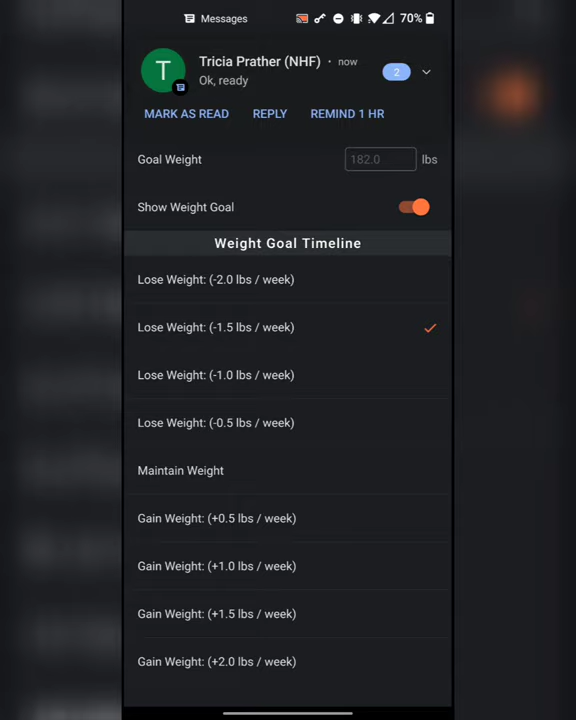 Messages
70%
T
Tricia Prather (NHF) · now
2
Ok, ready
MARK AS READ REPLY REMIND 1 HR
Goal Weight 182.0 lbs
Show Weight Goal
Weight Goal Timeline
Lose Weight: (-2.0 lbs / week)
Lose Weight: (-1.5 lbs / week)
Lose Weight: (-1.0 lbs / week)
Lose Weight: (-0.5 lbs / week)
Maintain Weight
Gain Weight: (+0.5 lbs / week)
Gain Weight: (+1.0 lbs / week)
Gain Weight: (+1.5 lbs / week)
Gain Weight: (+2.0 lbs / week)